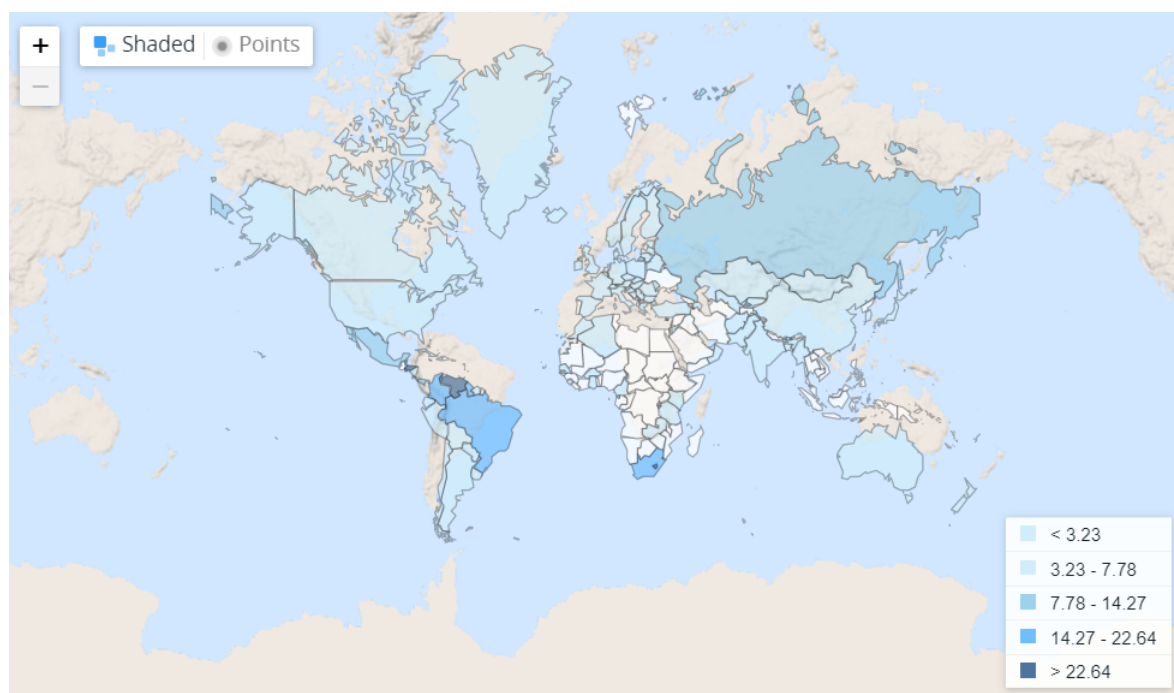 +
−
Shaded
Points
< 3.23
3.23 - 7.78
7.78 - 14.27
14.27 - 22.64
> 22.64